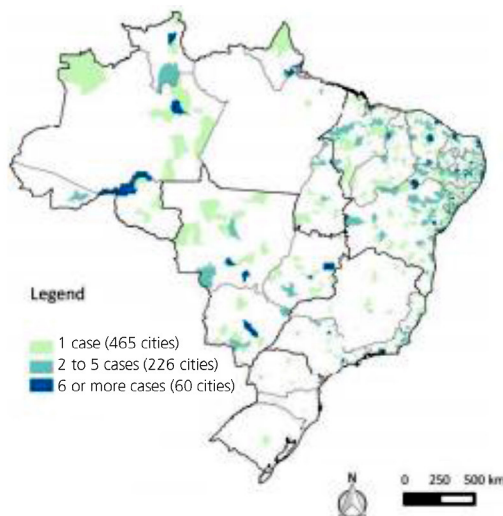 Legend
1 case (465 cities)
2 to 5 cases (226 cities)
6 or more cases (60 cities)
N
0 250 500 km